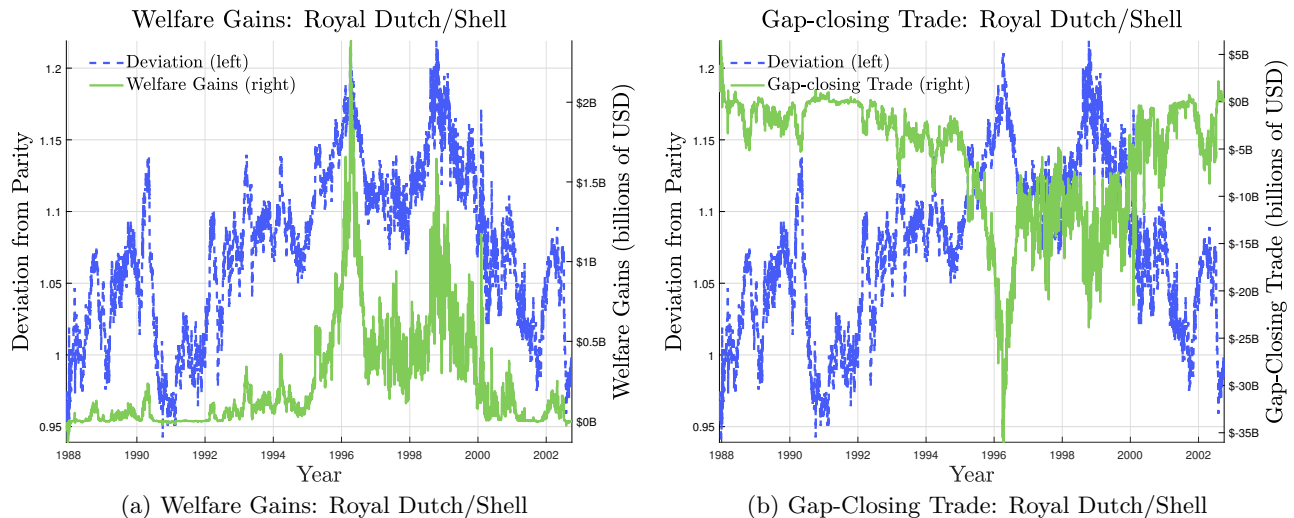 Welfare Gains: Royal Dutch/Shell
Deviation (left)
Welfare Gains (right)
Deviation from Parity
1.2
1.15
1.1
1.05
1
0.95
$2B
$1.5B
$1B
$0.5B
$0B
Welfare Gains (billions of USD)
1988 1990 1992 1994 1996 1998 2000 2002
Year
(a) Welfare Gains: Royal Dutch/Shell
Gap-closing Trade: Royal Dutch/Shell
Deviation (left)
Gap-closing Trade (right)
Deviation from Parity
1.2
1.15
1.1
1.05
1
0.95
$5B
$0B
$-5B
$-10B
$-15B
$-20B
$-25B
$-30B
$-35B
Gap-Closing Trade (billions of USD)
1988 1990 1992 1994 1996 1998 2000 2002
Year
(b) Gap-Closing Trade: Royal Dutch/Shell